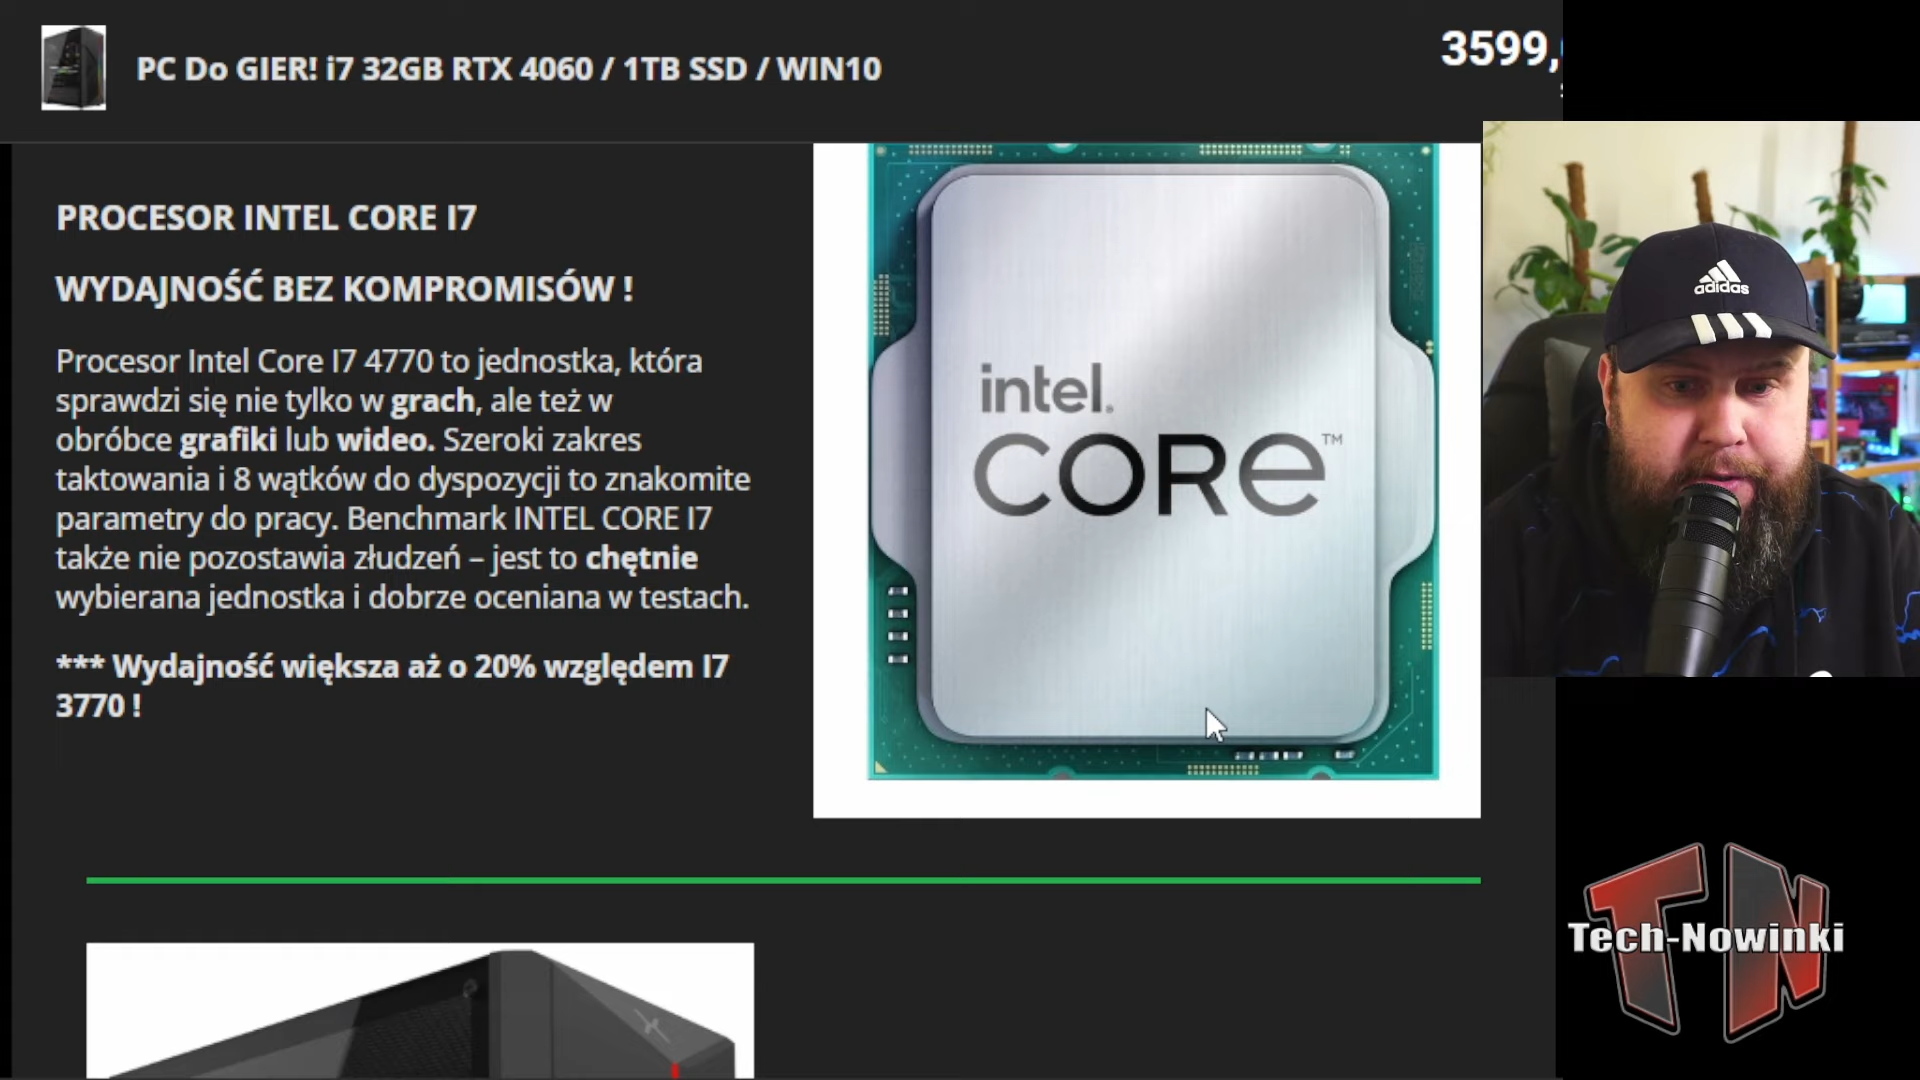 PC Do GIER! i7 32GB RTX 4060 / 1TB SSD / WIN10
3599,
PROCESOR INTEL CORE I7
WYDAJNOŚĆ BEZ KOMPROMISÓW !
Procesor Intel Core I7 4770 to jednostka, która
sprawdzi się nie tylko w grach, ale też w
obróbce grafiki lub wideo. Szeroki zakres
taktowania i 8 wątków do dyspozycji to znakomite
parametry do pracy. Benchmark INTEL CORE I7
także nie pozostawia złudzeń – jest to chętnie
wybierana jednostka i dobrze oceniana w testach.
*** Wydajność większa aż o 20% względem I7
3770 !
intel.
CORE™
adidas
TN
Tech-Nowinki